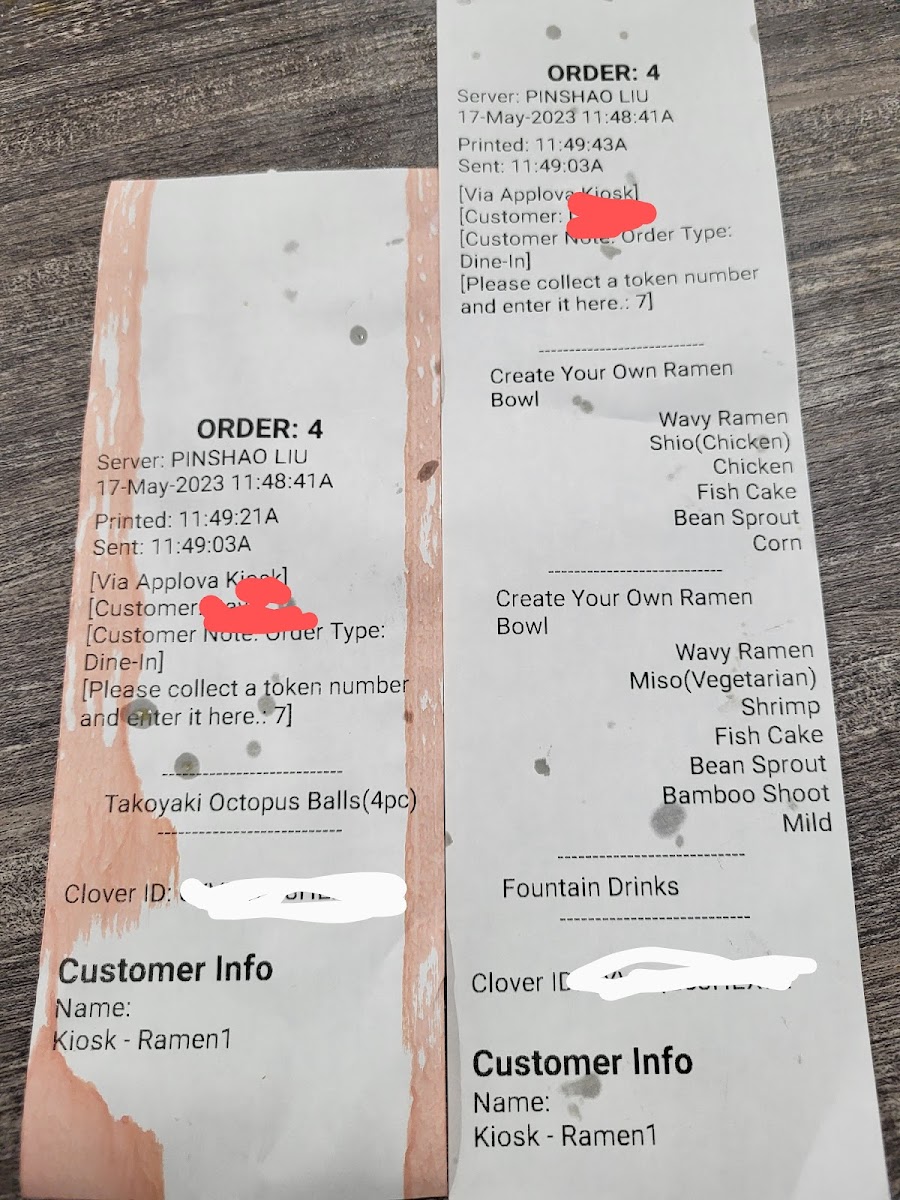 ORDER: 4
Server: PINSHAO LIU
17-May-2023 11:48:41A
Printed: 11:49:21A
Sent: 11:49:03A
[Via Applova Kiosk]
[Customer:
[Customer Note: Order Type:
Dine-In]
[Please collect a token number
and enter it here.: 7]
Takoyaki Octopus Balls(4pc)
Clover ID:
Customer Info
Name:
Kiosk - Ramen1
ORDER: 4
Server: PINSHAO LIU
17-May-2023 11:48:41A
Printed: 11:49:43A
Sent: 11:49:03A
[Via Applova Kiosk]
[Customer:
[Customer Note: Order Type:
Dine-In]
[Please collect a token number
and enter it here.: 7]
Create Your Own Ramen
Bowl
Wavy Ramen
Shio(Chicken)
Chicken
Fish Cake
Bean Sprout
Corn
Create Your Own Ramen
Bowl
Wavy Ramen
Miso(Vegetarian)
Shrimp
Fish Cake
Bean Sprout
Bamboo Shoot
Mild
Fountain Drinks
Clover ID
Customer Info
Name:
Kiosk - Ramen1